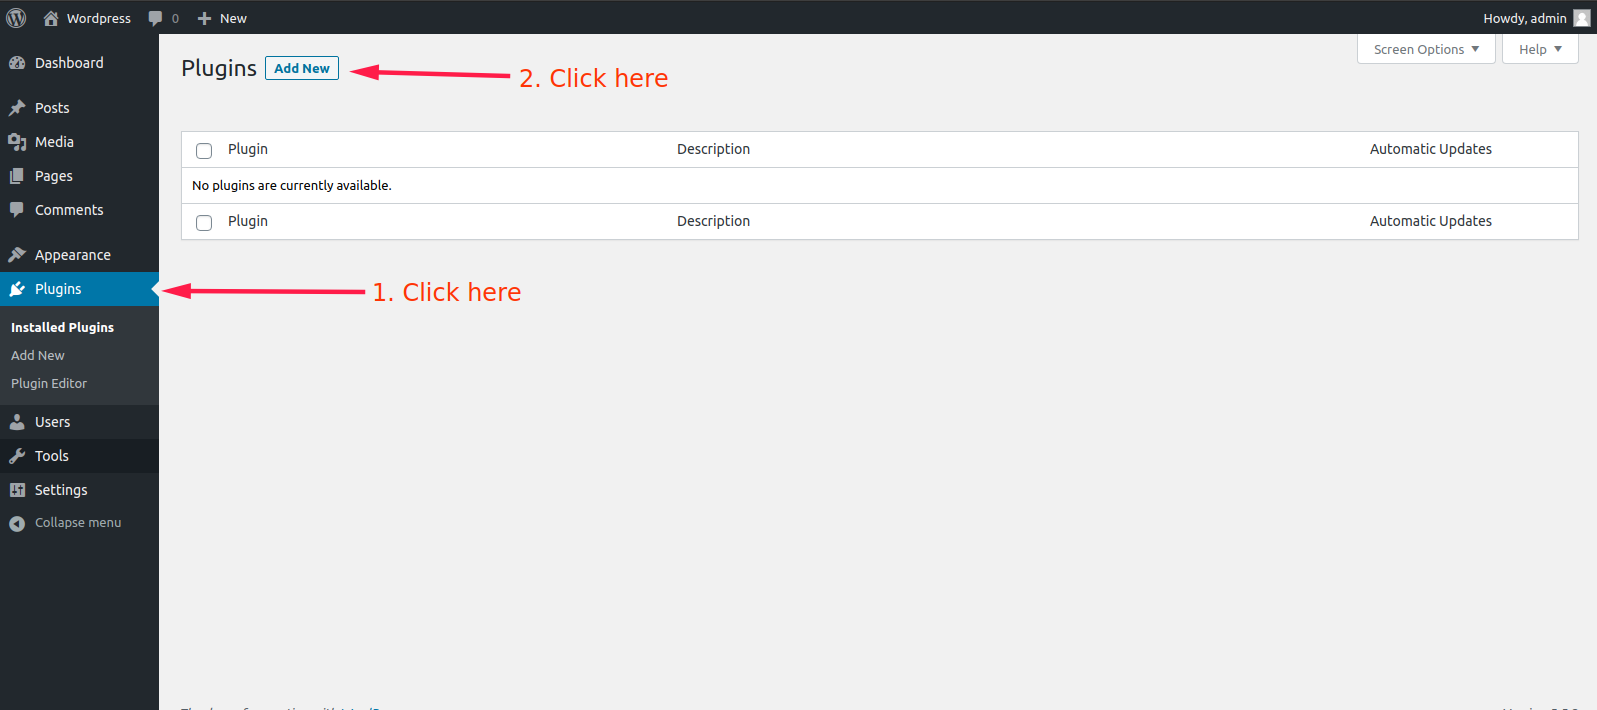 Wordpress 0 New Howdy, admin
Screen Options Help
Dashboard
Posts
Media
Pages
Comments
Appearance
Plugins
Installed Plugins
Add New
Plugin Editor
Users
Tools
Settings
Collapse menu
Plugins Add New
2. Click here
Plugin Description Automatic Updates
No plugins are currently available.
Plugin Description Automatic Updates
1. Click here